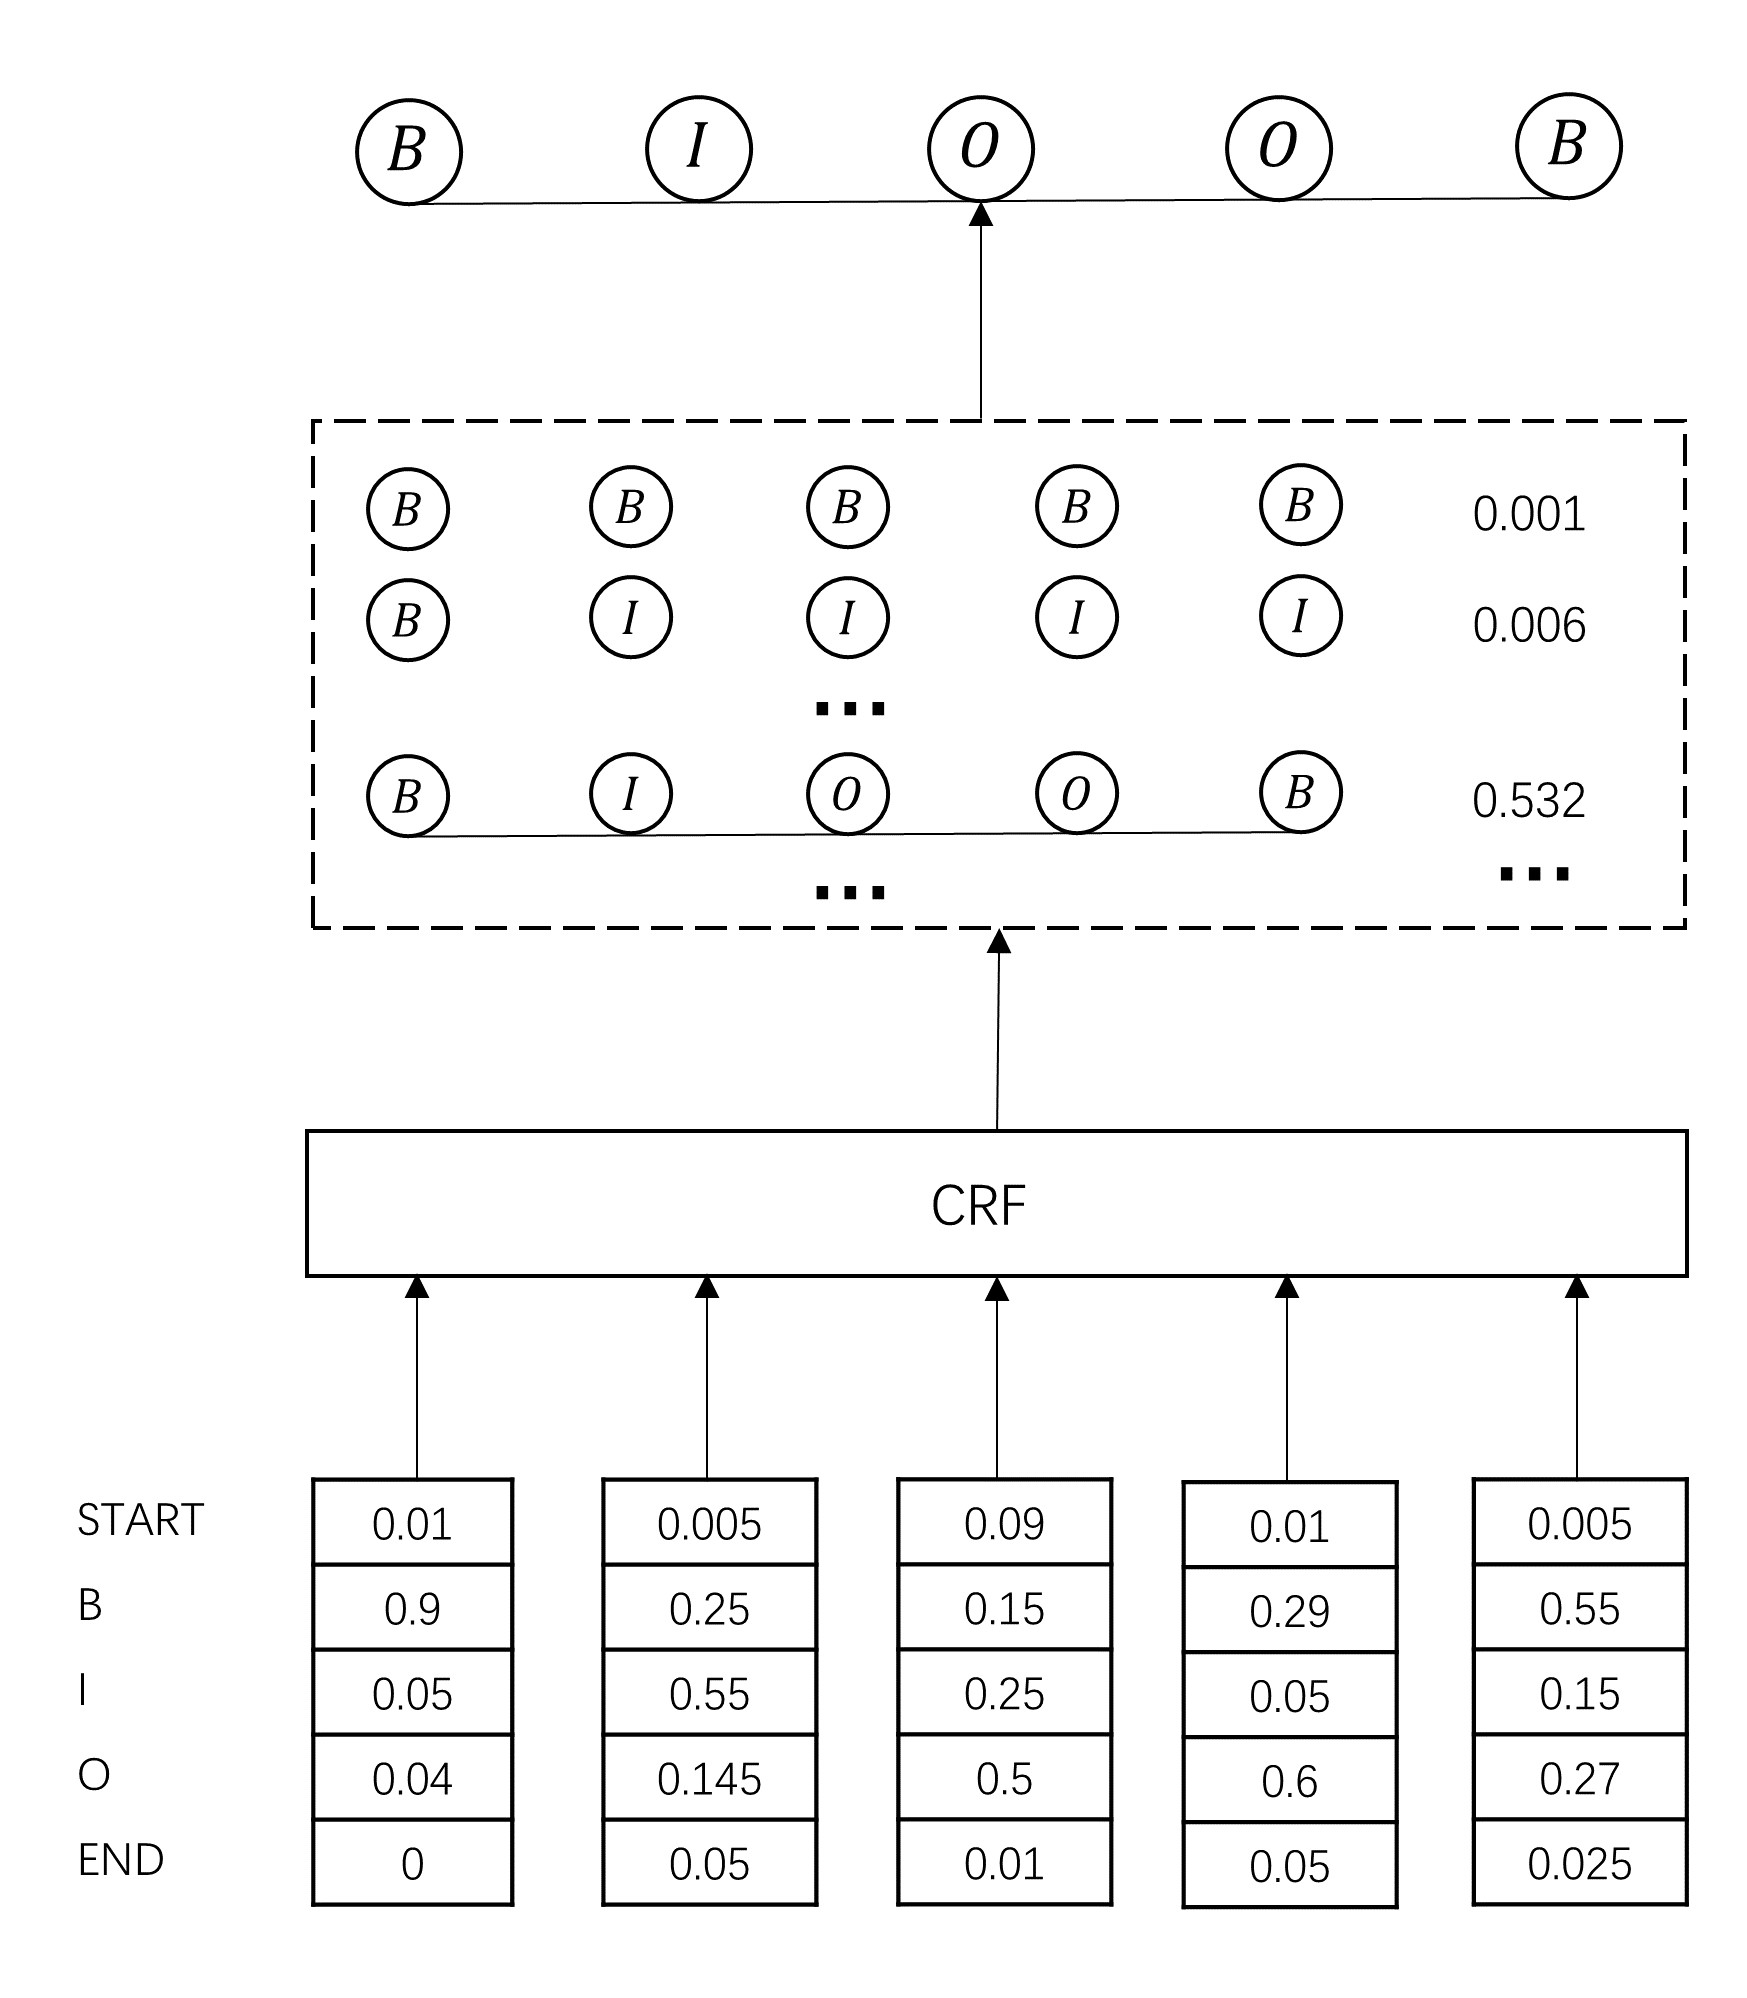 B I O O B
B B B B B 0.001
B I I I I 0.006
...
B I O O B 0.532
... ...
CRF
START 0.01 0.005 0.09 0.01 0.005
B 0.9 0.25 0.15 0.29 0.55
I 0.05 0.55 0.25 0.05 0.15
O 0.04 0.145 0.5 0.6 0.27
END 0 0.05 0.01 0.05 0.025